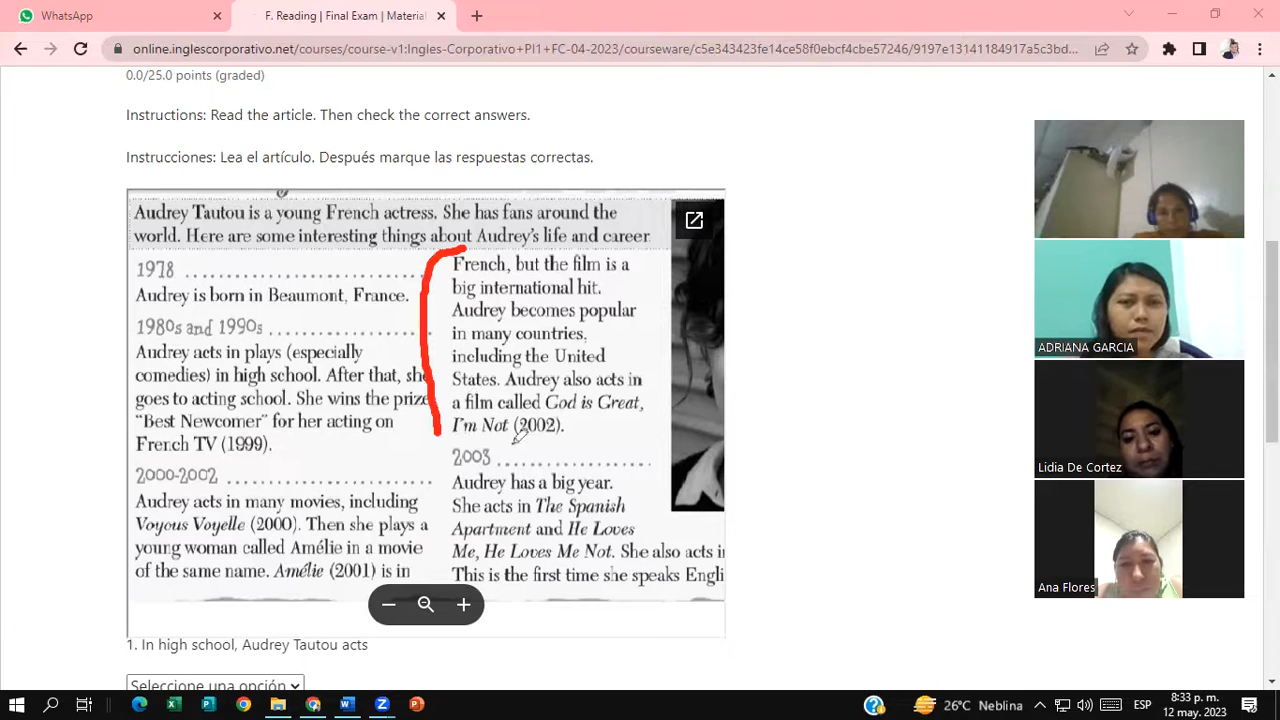 WhatsApp
F. Reading | Final Exam | Material
online.inglescorporativo.net/courses/course-v1:Ingles-Corporativo+PI1+FC-04-2023/courseware/c5e343423fe14ce58f0ebcf4cbe57246/9197e13141184917a5c3bd...
0.0/25.0 points (graded)
Instructions: Read the article. Then check the correct answers.
Instrucciones: Lea el artículo. Después marque las respuestas correctas.
Audrey Tautou is a young French actress. She has fans around the
world. Here are some interesting things about Audrey's life and career
1978
Audrey is born in Beaumont, France.
1980s and 1990s
Audrey acts in plays (especially
comedies) in high school. After that, she
goes to acting school. She wins the prize
"Best Newcomer" for her acting on
French TV (1999).
2000-2002
Audrey acts in many movies, including
Voyous Voyelle (2000). Then she plays a
young woman called Amélie in a movie
of the same name. Amélie (2001) is in
French, but the film is a
big international hit.
Audrey becomes popular
in many countries,
including the United
States. Audrey also acts in
a film called God is Great,
I'm Not (2002).
2003
Audrey has a big year.
She acts in The Spanish
Apartment and He Loves
Me, He Loves Me Not. She also acts i
This is the first time she speaks Engli
1. In high school, Audrey Tautou acts
Seleccione una opción
ADRIANA GARCIA
Lidia De Cortez
Ana Flores
26°C Neblina
ESP
8:33 p. m.
12 may. 2023